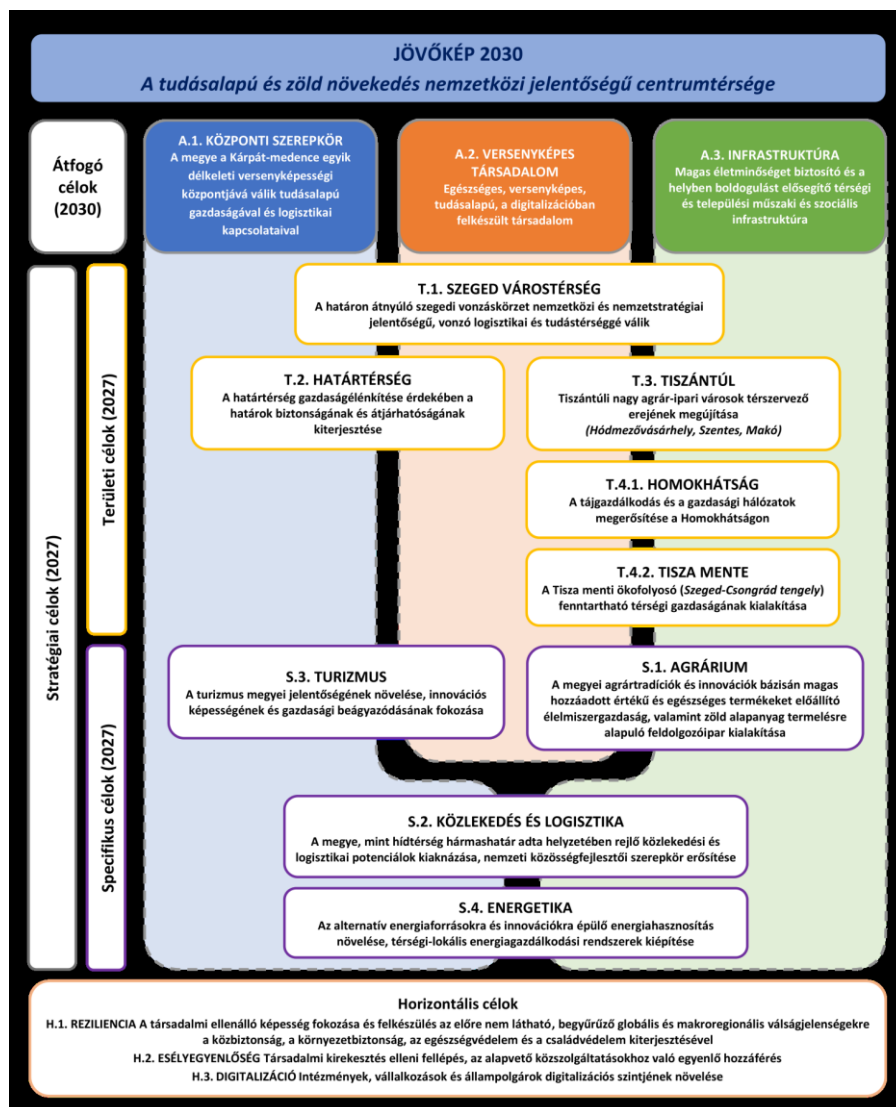 JÖVŐKÉP 2030
A tudásalapú és zöld növekedés nemzetközi jelentőségű centrumtérsége
Átfogó
célok
(2030)
A.1. KÖZPONTI SZEREPKÖR
A megye a Kárpát-medence egyik
délkeleti versenyképességi
központjává válik tudásalapú
gazdaságával és logisztikai
kapcsolataival
A.2. VERSENYKÉPES
TÁRSADALOM
Egészséges, versenyképes,
tudásalapú, a digitalizációban
felkészült társadalom
A.3. INFRASTRUKTÚRA
Magas életminőséget biztosító és a
helyben boldogulást elősegítő térségi
és települési műszaki és szociális
infrastruktúra
Stratégiai célok (2027)
Területi célok (2027)
T.1. SZEGED VÁROSTÉRSÉG
A határon átnyúló szegedi vonzáskörzet nemzetközi és nemzetstratégiai
jelentőségű, vonzó logisztikai és tudástérséggé válik
T.2. HATÁRTÉRSÉG
A határtérség gazdaságélénkítése érdekében a
határok biztonságának és átjárhatóságának
kiterjesztése
T.3. TISZÁNTÚL
Tiszántúli nagy agrár-ipari városok térszervező
erejének megújítása
(Hódmezővásárhely, Szentes, Makó)
T.4.1. HOMOKHÁTSÁG
A tájgazdálkodás és a gazdasági hálózatok
megerősítése a Homokhátságon
T.4.2. TISZA MENTE
A Tisza menti ökofolyosó (Szeged-Csongrád tengely)
fenntartható térségi gazdaságának kialakítása
Specifikus célok (2027)
S.3. TURIZMUS
A turizmus megyei jelentőségének növelése, innovációs
képességének és gazdasági beágyazódásának fokozása
S.1. AGRÁRIUM
A megyei agrártradíciók és innovációk bázisán magas
hozzáadott értékű és egészséges termékeket előállító
élelmiszergazdaság, valamint zöld alapanyag termelésre
alapuló feldolgozóipar kialakítása
S.2. KÖZLEKEDÉS ÉS LOGISZTIKA
A megye, mint hídtérség hármashatár adta helyzetében rejlő közlekedési és
logisztikai potenciálok kiaknázása, nemzeti közösségfejlesztői szerepkör erősítése
S.4. ENERGETIKA
Az alternatív energiaforrásokra és innovációkra épülő energiahasznosítás
növelése, térségi-lokális energiagazdálkodási rendszerek kiépítése
Horizontális célok
H.1. REZILIENCIA A társadalmi ellenálló képesség fokozása és felkészülés az előre nem látható, begyűrűző globális és makroregionális válságjelenségekre
a közbiztonság, a környezetbiztonság, az egészségvédelem és a családvédelem kiterjesztésével
H.2. ESÉLYEGYENLŐSÉG Társadalmi kirekesztés elleni fellépés, az alapvető közszolgáltatásokhoz való egyenlő hozzáférés
H.3. DIGITALIZÁCIÓ Intézmények, vállalkozások és állampolgárok digitalizációs szintjének növelése